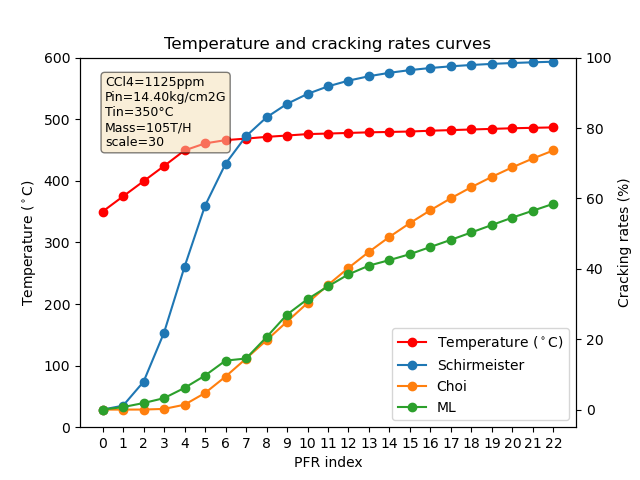 Temperature and cracking rates curves
600
500
400
300
200
100
0
Temperature (°C)
CCl4=1125ppm
Pin=14.40kg/cm2G
Tin=350°C
Mass=105T/H
scale=30
100
80
60
40
20
0
Cracking rates (%)
Temperature (°C)
Schirmeister
Choi
ML
0 1 2 3 4 5 6 7 8 9 10 11 12 13 14 15 16 17 18 19 20 21 22
PFR index